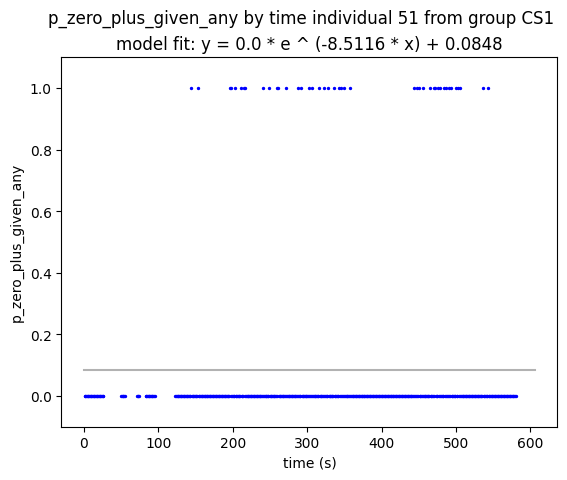 p_zero_plus_given_any by time individual 51 from group CS1
model fit: y = 0.0 * e ^ (-8.5116 * x) + 0.0848
1.0
0.8
0.6
0.4
0.2
0.0
p_zero_plus_given_any
0 100 200 300 400 500 600
time (s)